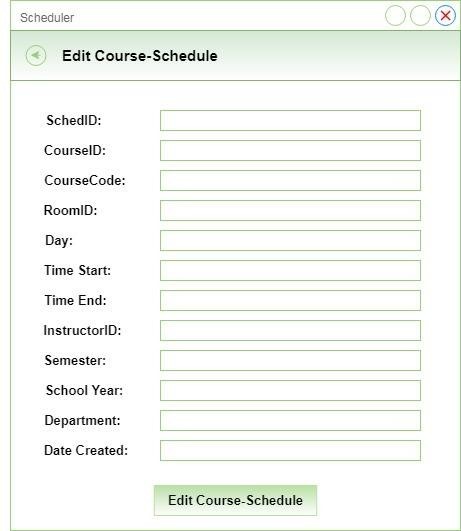 Scheduler
Edit Course-Schedule
SchedID:
CourseID:
CourseCode:
RoomID:
Day:
Time Start:
Time End:
InstructorID:
Semester:
School Year:
Department:
Date Created:
Edit Course-Schedule